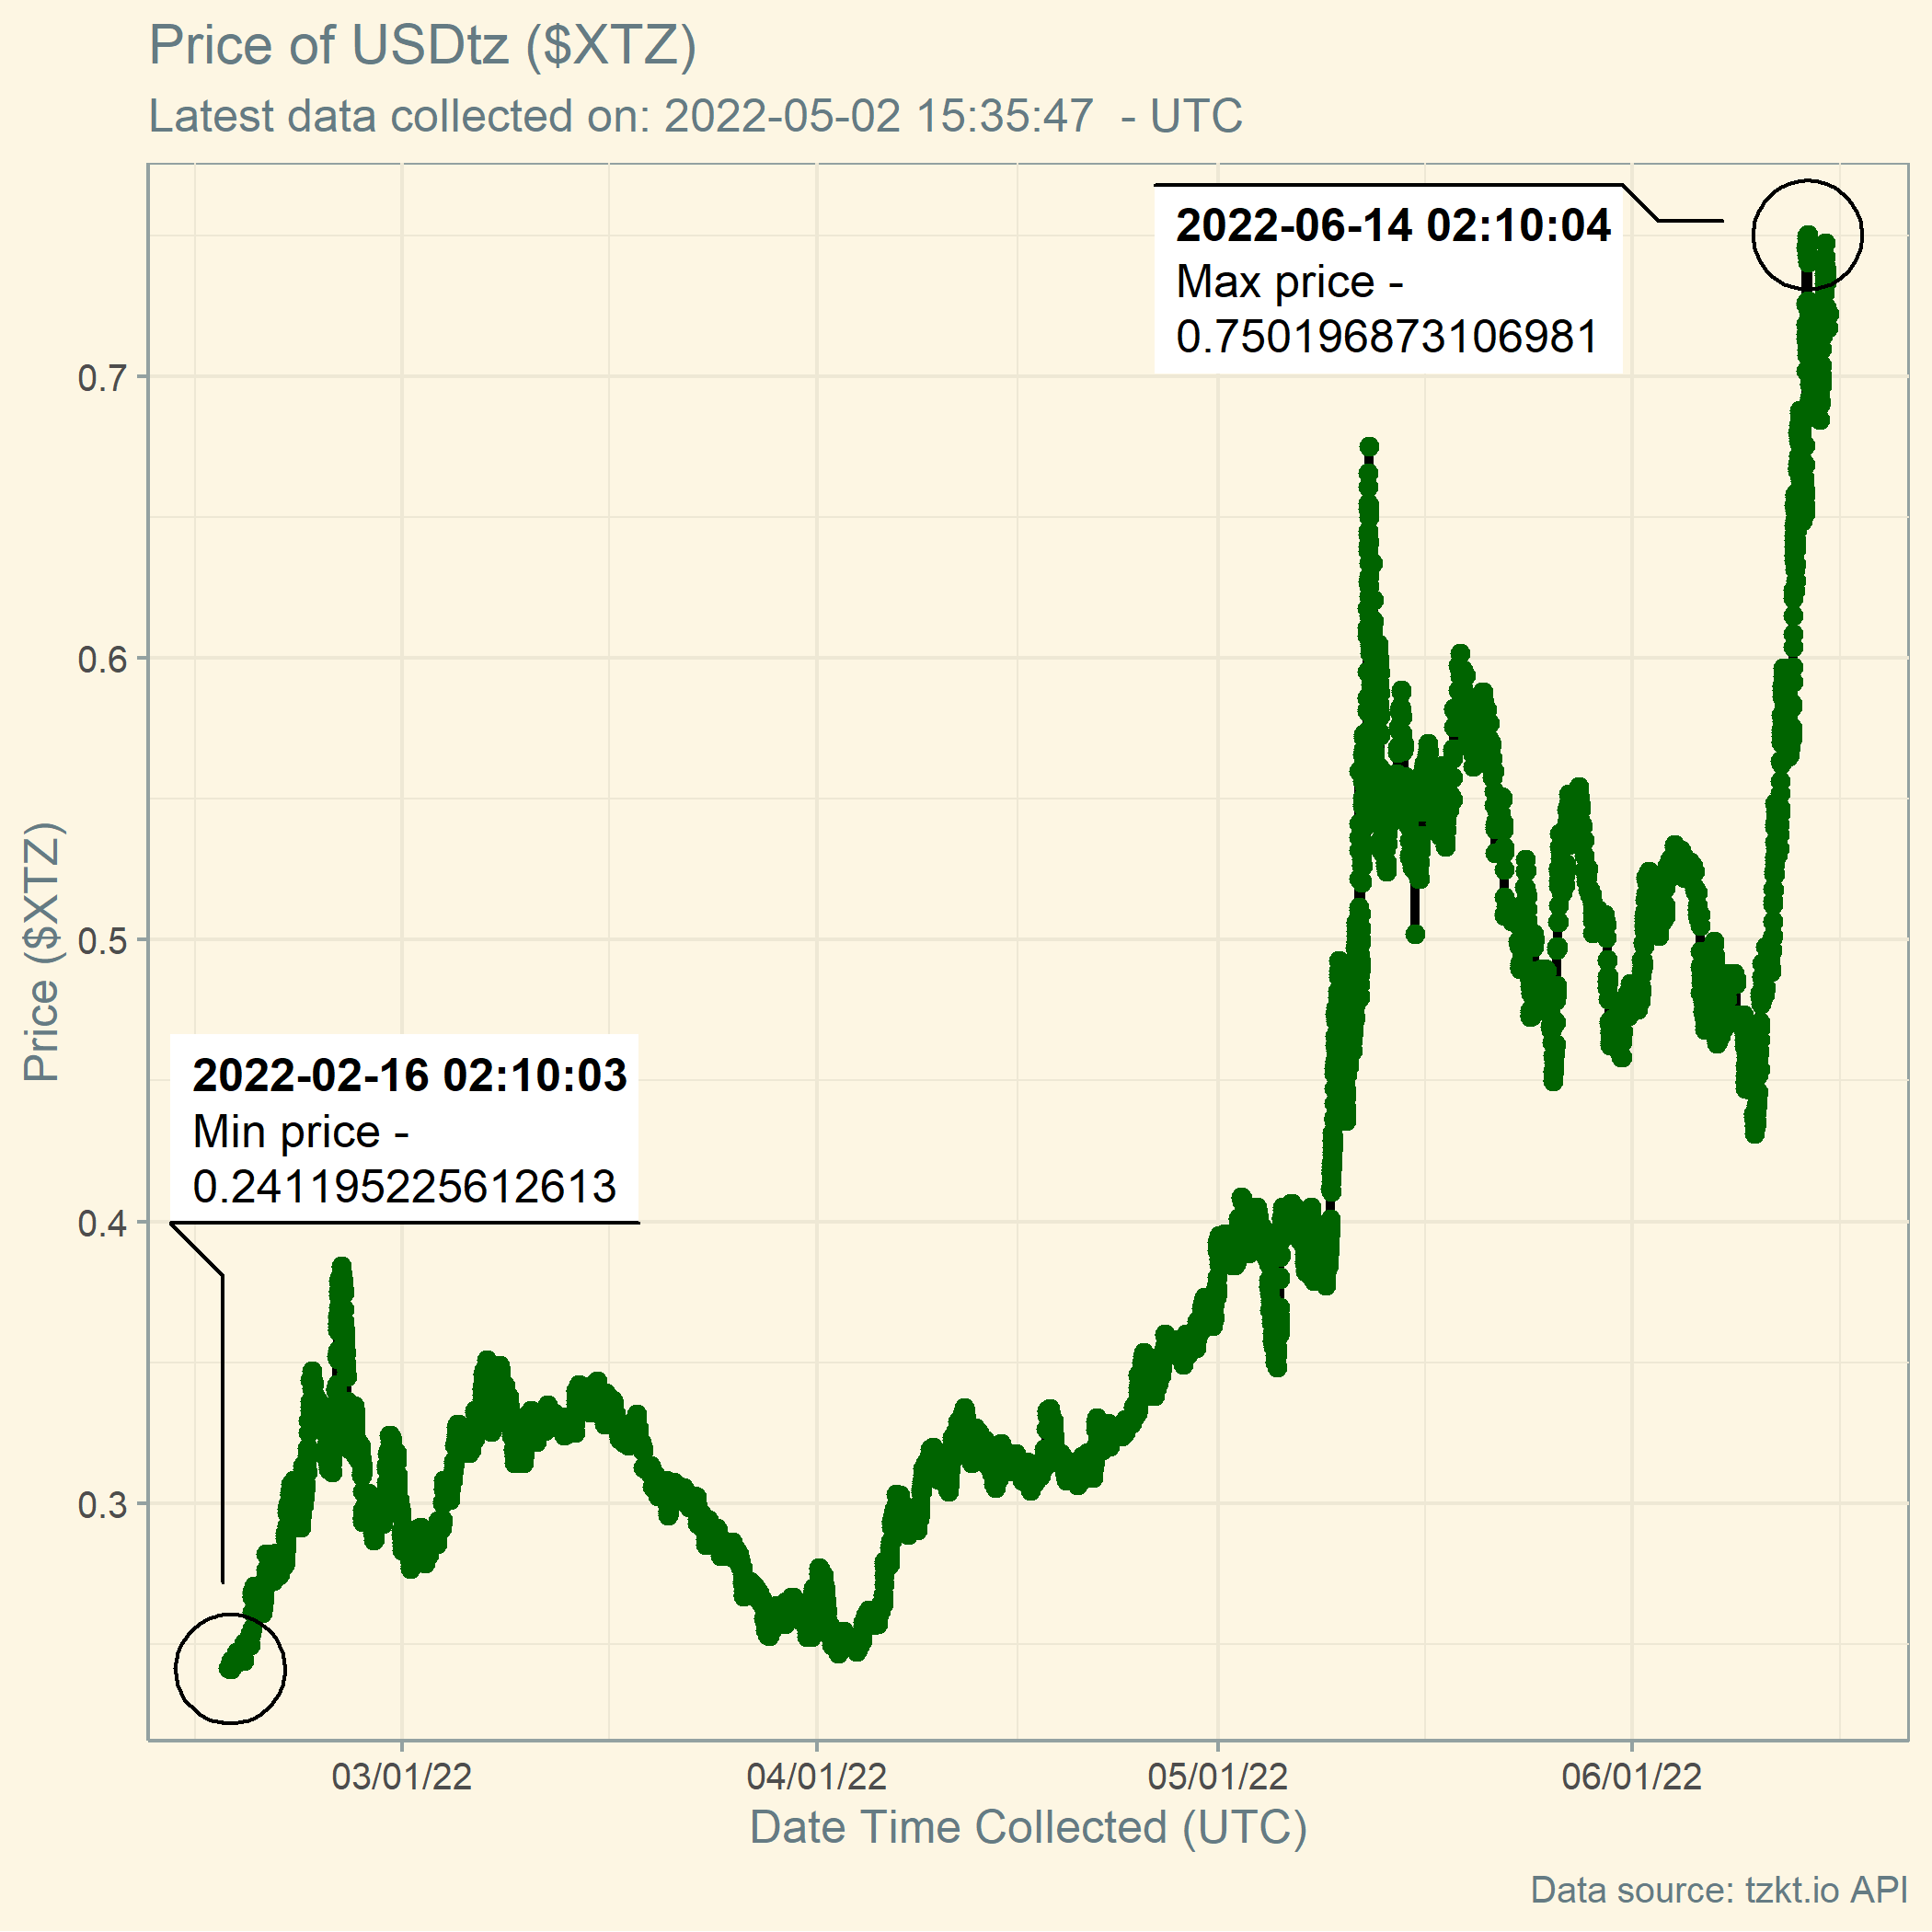 Price of USDtz ($XTZ)
Latest data collected on: 2022-05-02 15:35:47  - UTC
2022-06-14 02:10:04
Max price -
0.750196873106981
0.7
0.6
0.5
0.4
0.3
Price ($XTZ)
2022-02-16 02:10:03
Min price -
0.241195225612613
03/01/22
04/01/22
05/01/22
06/01/22
Date Time Collected (UTC)
Data source: tzkt.io API